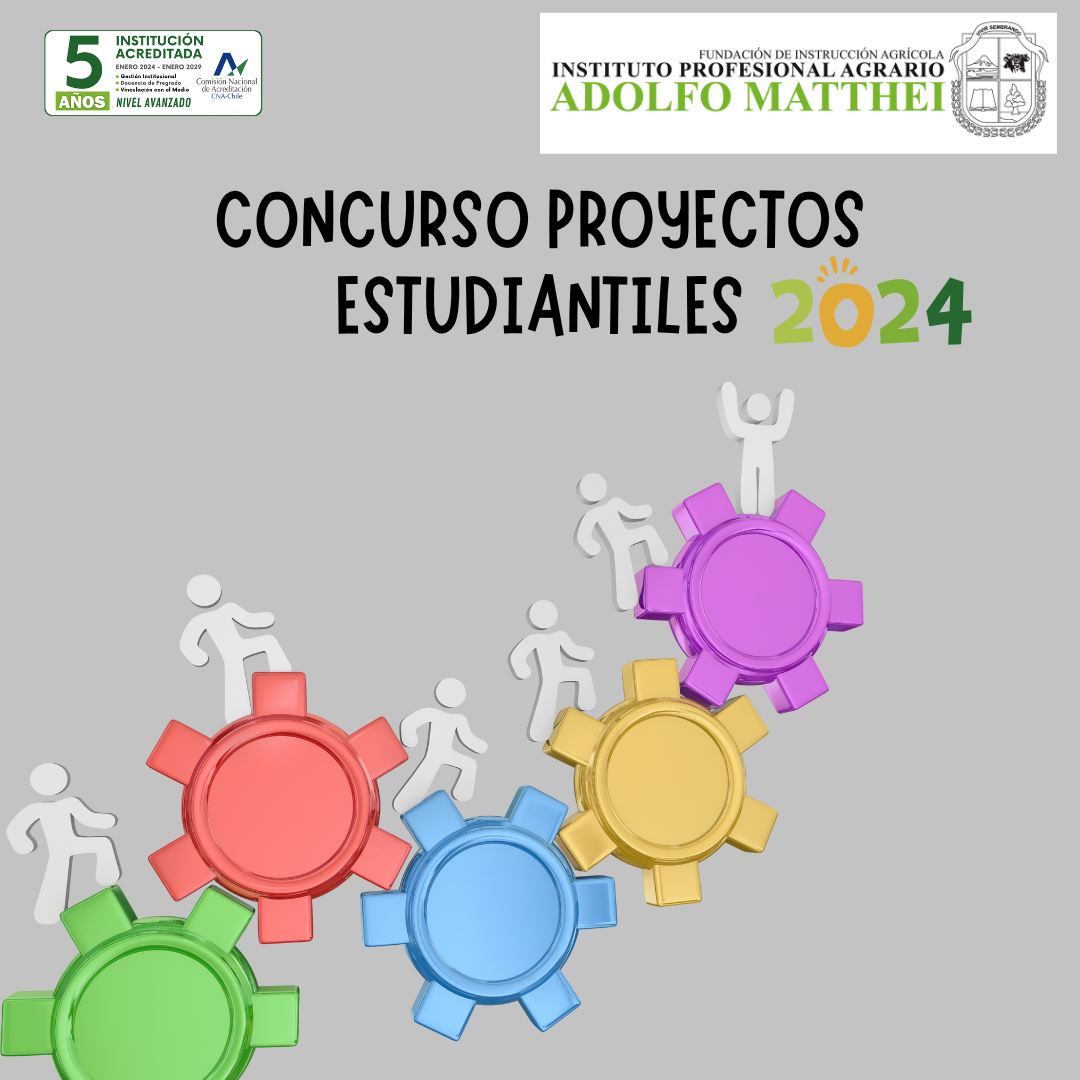 5
AÑOS
INSTITUCIÓN
ACREDITADA
ENERO 2024 - ENERO 2029
Gestión Institucional
Docencia de Pregrado
Vinculación con el Medio
NIVEL AVANZADO
Comisión Nacional
de Acreditación
CNA-Chile
FUNDACIÓN DE INSTRUCCIÓN AGRÍCOLA
INSTITUTO PROFESIONAL AGRARIO
ADOLFO MATTHEI
VIVIR SEMBRANDO
CONCURSO PROYECTOS
ESTUDIANTILES 2024